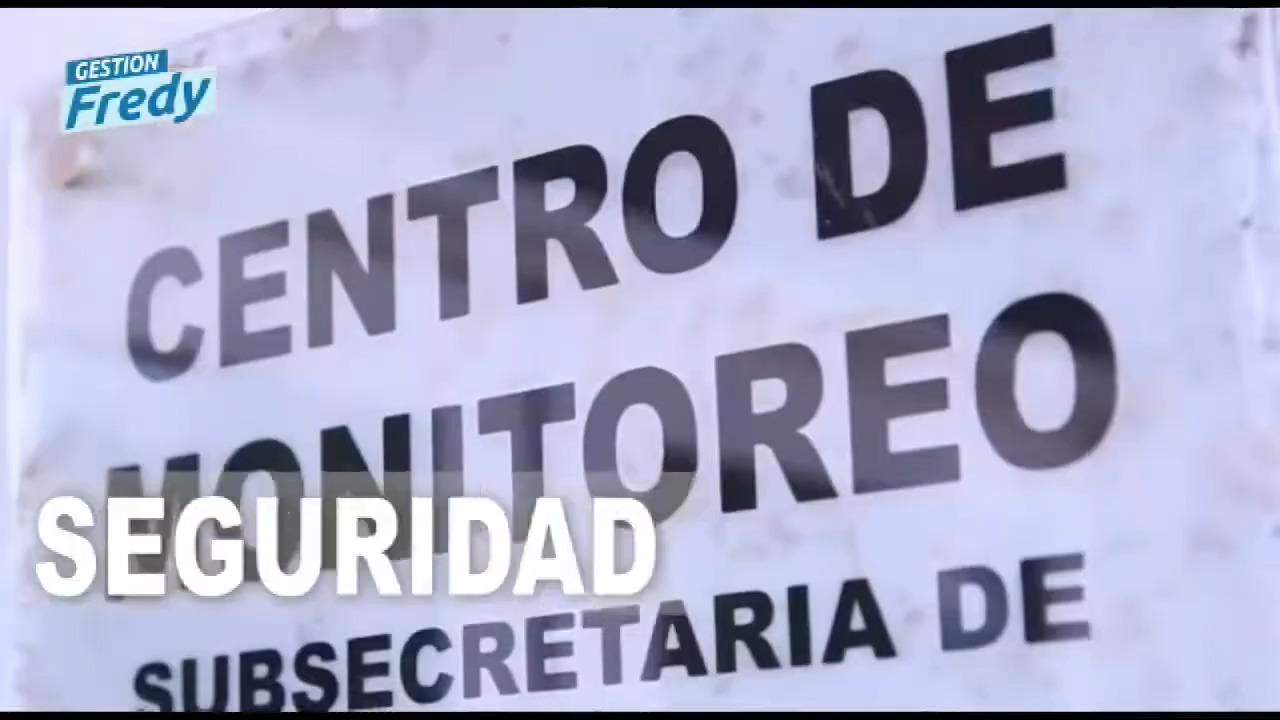 GESTION
Fredy
CENTRO DE
MONITOREO
SEGURIDAD
SUBSECRETARIA DE